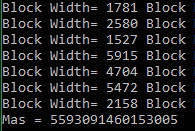 Block Width= 1781 Block
Block Width= 2580 Block
Block Width= 1527 Block
Block Width= 5915 Block
Block Width= 4704 Block
Block Width= 5472 Block
Block Width= 2158 Block
Mas = 5593091460153005